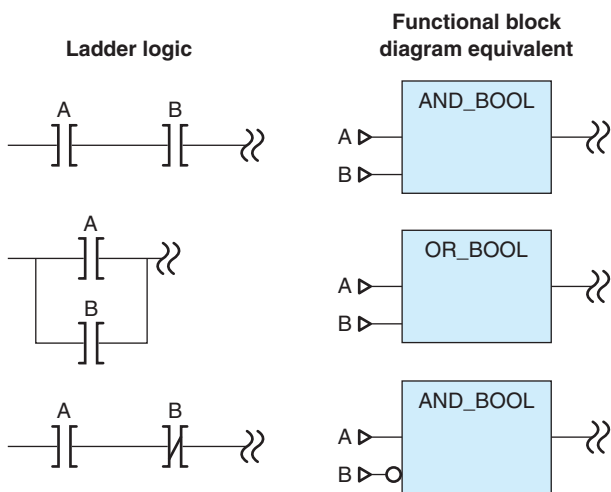 Ladder logic
Functional block
diagram equivalent
A B
AND_BOOL
A
B
A
B
OR_BOOL
A
B
A B
AND_BOOL
A
B